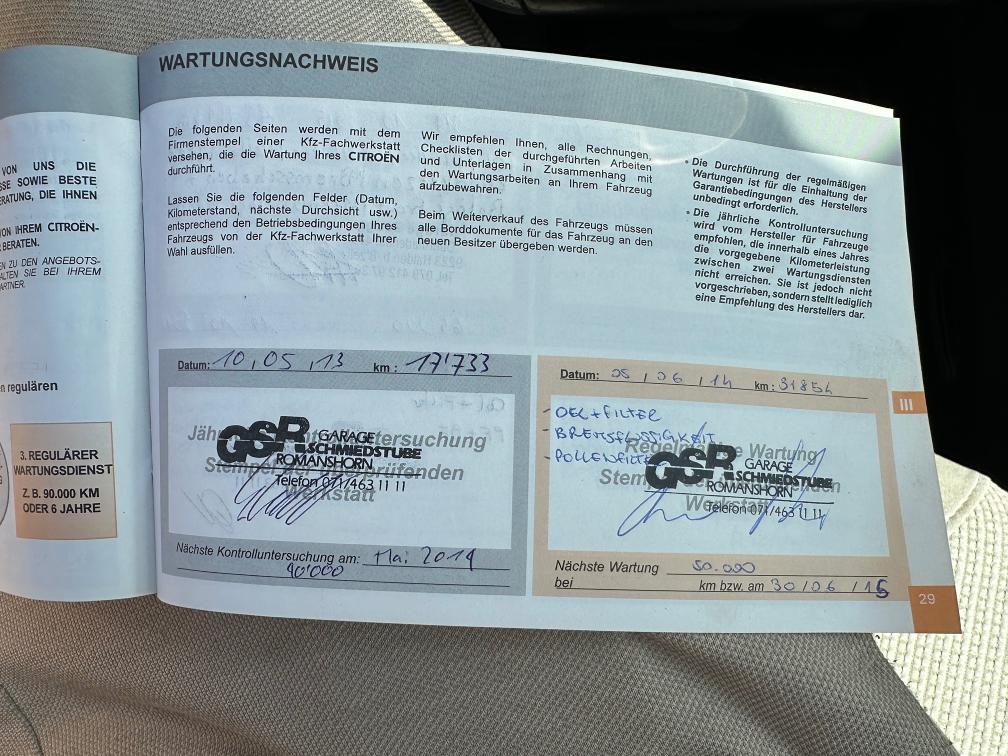 VON UNS DIE
SSE SOWIE BESTE
RATUNG, DIE IHNEN
VON IHREM CITROËN-
BERATEN.
EN ZU DEN ANGEBOTS-
ALTEN SIE BEI IHREM
ARTNER.
en regulären
3. REGULÄRER
WARTUNGSDIENST
Z. B. 90.000 KM
ODER 6 JAHRE
WARTUNGSNACHWEIS
Die folgenden Seiten werden mit dem
Firmenstempel einer Kfz-Fachwerkstatt
versehen, die die Wartung Ihres CITROËN
durchführt.
Lassen Sie die folgenden Felder (Datum,
Kilometerstand, nächste Durchsicht usw.)
entsprechend den Betriebsbedingungen Ihres
Fahrzeugs von der Kfz-Fachwerkstatt Ihrer
Wahl ausfüllen.
Wir empfehlen Ihnen, alle Rechnungen,
Checklisten der durchgeführten Arbeiten
und Unterlagen in Zusammenhang mit
den Wartungsarbeiten an Ihrem Fahrzeug
aufzubewahren.
Beim Weiterverkauf des Fahrzeugs müssen
alle Borddokumente für das Fahrzeug an den
neuen Besitzer übergeben werden.
• Die Durchführung der regelmäßigen
Wartungen ist für die Einhaltung der
Garantiebedingungen des Herstellers
unbedingt erforderlich.
• Die jährliche Kontrolluntersuchung
wird vom Hersteller für Fahrzeuge
empfohlen, die innerhalb eines Jahres
die vorgegebene Kilometerleistung
zwischen zwei Wartungsdiensten
nicht erreichen. Sie ist jedoch nicht
vorgeschrieben, sondern stellt lediglich
eine Empfehlung des Herstellers dar.
Datum: 10,05,13 km: 17'733
GSR GARAGE
SCHMIEDSTUBE
ROMANSHORN
Telefon 071/463 11 11
Werkstatt
Nächste Kontrolluntersuchung am: Mai 2014
40'000
Datum: 05/06/14 km: 31854
- OEL+FILTER
- BREMSFLÜSSIGKEIT
- POLLENFILTER
Wartung
GSR GARAGE
SCHMIEDSTUBE
ROMANSHORN
Telefon 071/463 11 11
Werkstatt
Nächste Wartung 50.000
bei km bzw. am 30/06/15
III
29